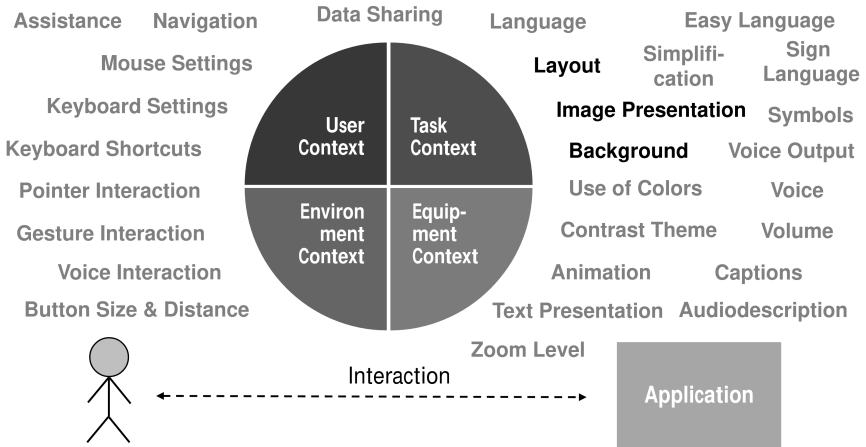 Assistance
Navigation
Data Sharing
Language
Easy Language
Mouse Settings
Layout
Simplifi-
cation
Sign
Language
Keyboard Settings
Image Presentation
Symbols
User
Context
Task
Context
Keyboard Shortcuts
Background
Voice Output
Pointer Interaction
Use of Colors
Voice
Environ
ment
Context
Equip-
ment
Context
Gesture Interaction
Contrast Theme
Volume
Voice Interaction
Animation
Captions
Button Size & Distance
Text Presentation
Audiodescription
Zoom Level
Interaction
Application